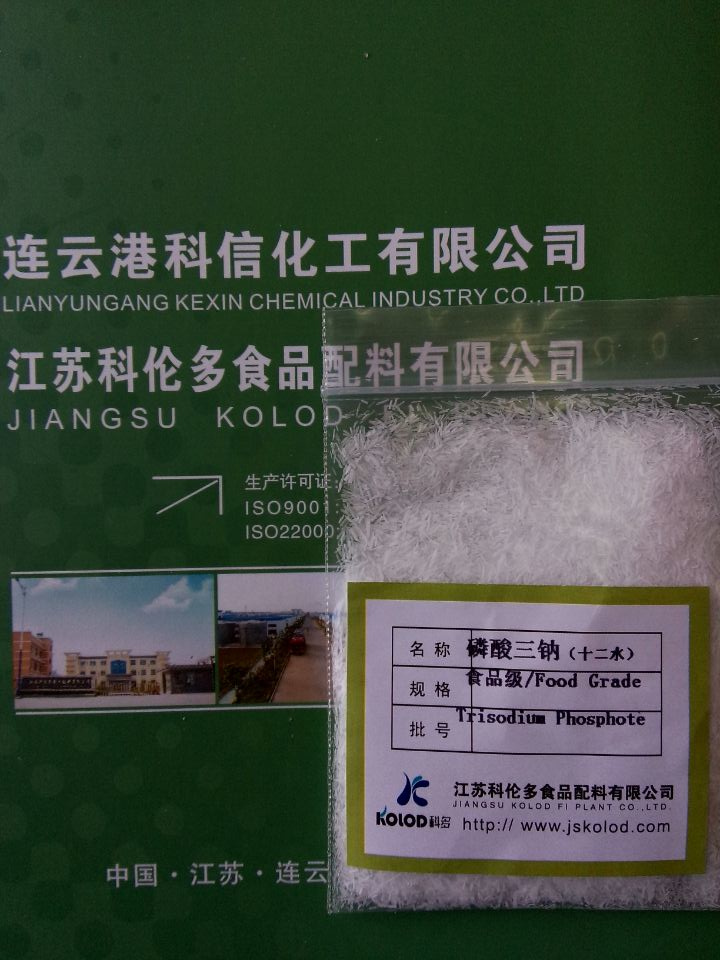 连云港科信化工有限公司
LIANYUNGANG KEXIN CHEMICAL INDUSTRY CO.,LTD
江苏科伦多食品配料有限公司
JIANGSU KOLOD
生产许可证
ISO9001:
ISO22000:
名称 磷酸三钠(十二水)
规格 食品级/Food Grade
批号 Trisodium Phosphote
KOLOD科多
江苏科伦多食品配料有限公司
JIANGSU KOLOD FI PLANT CO.,LTD.
http:// www.jskolod.com
中国·江苏·连云